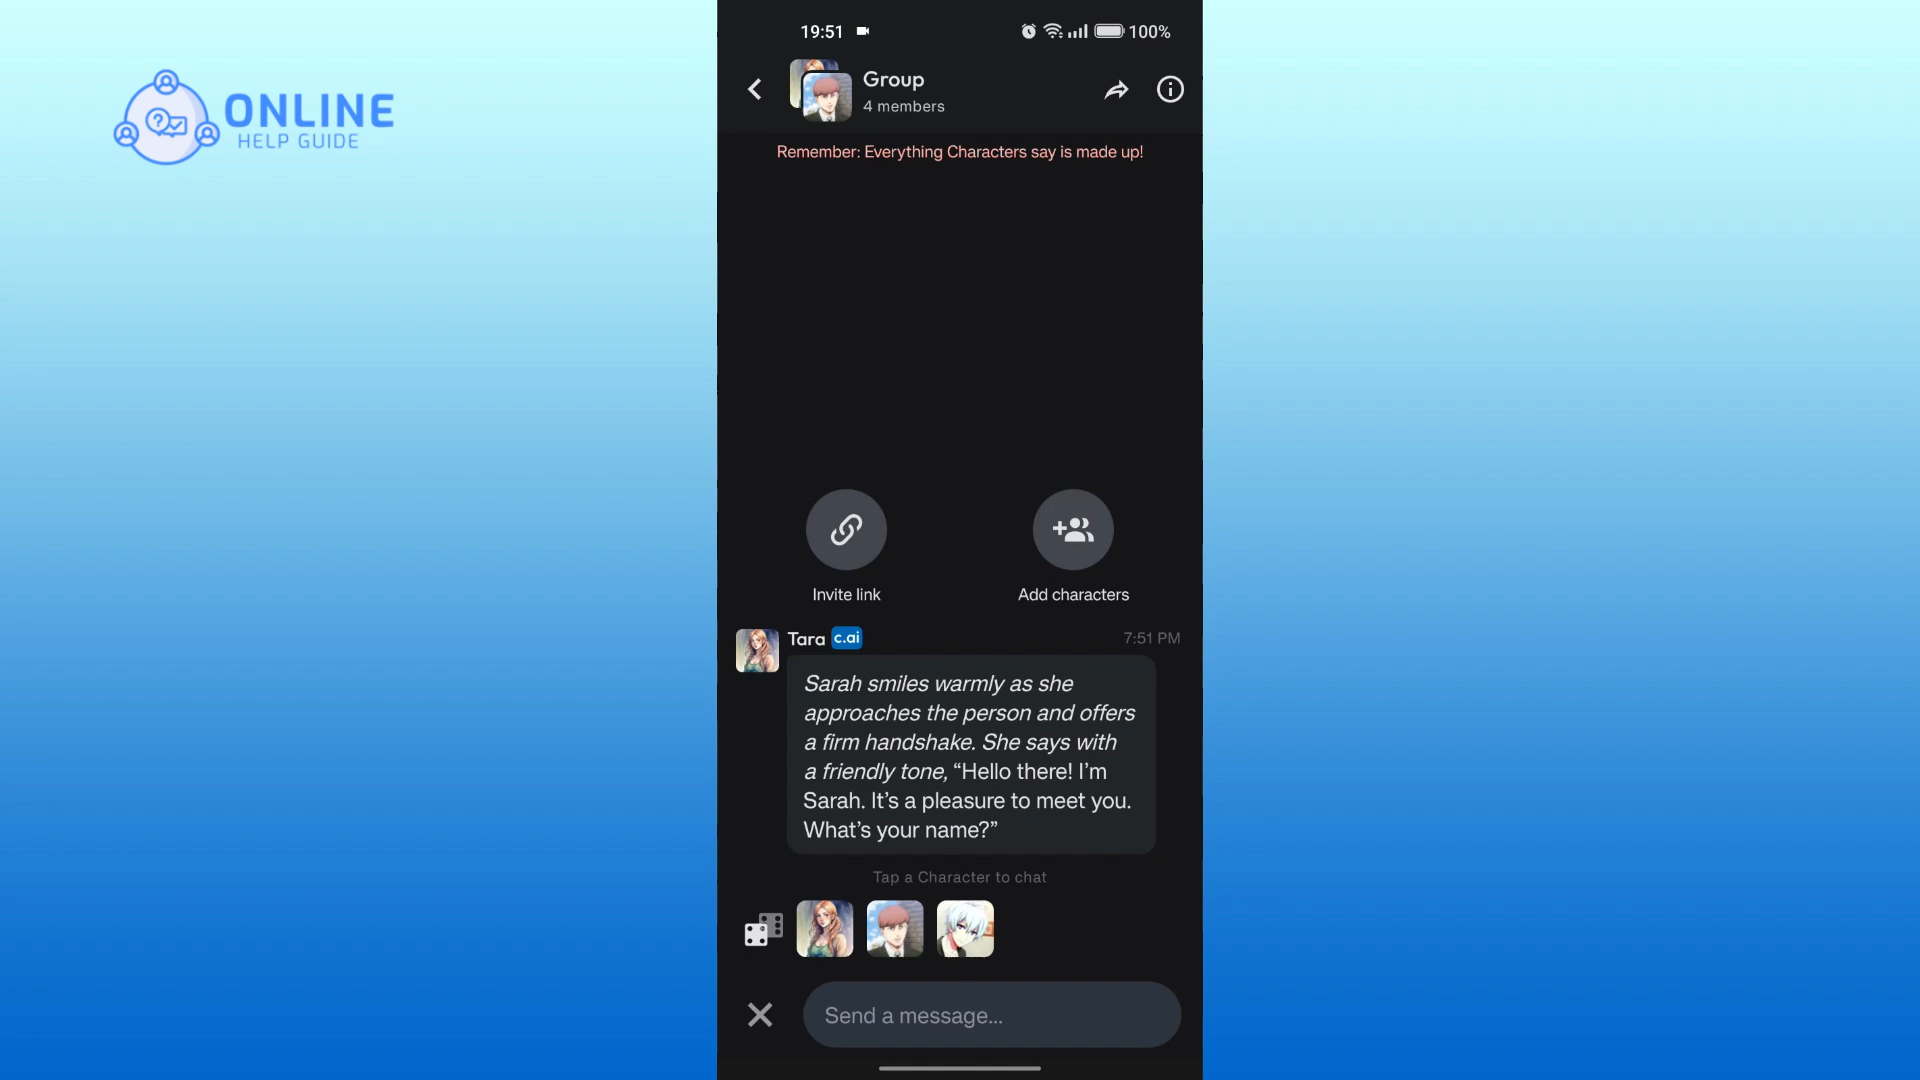 ONLINE
HELP GUIDE
19:51
100%
Group
4 members
Remember: Everything Characters say is made up!
Invite link
Add characters
Tara c.ai
7:51 PM
Sarah smiles warmly as she
approaches the person and offers
a firm handshake. She says with
a friendly tone, “Hello there! I’m
Sarah. It’s a pleasure to meet you.
What’s your name?”
Tap a Character to chat
Send a message...